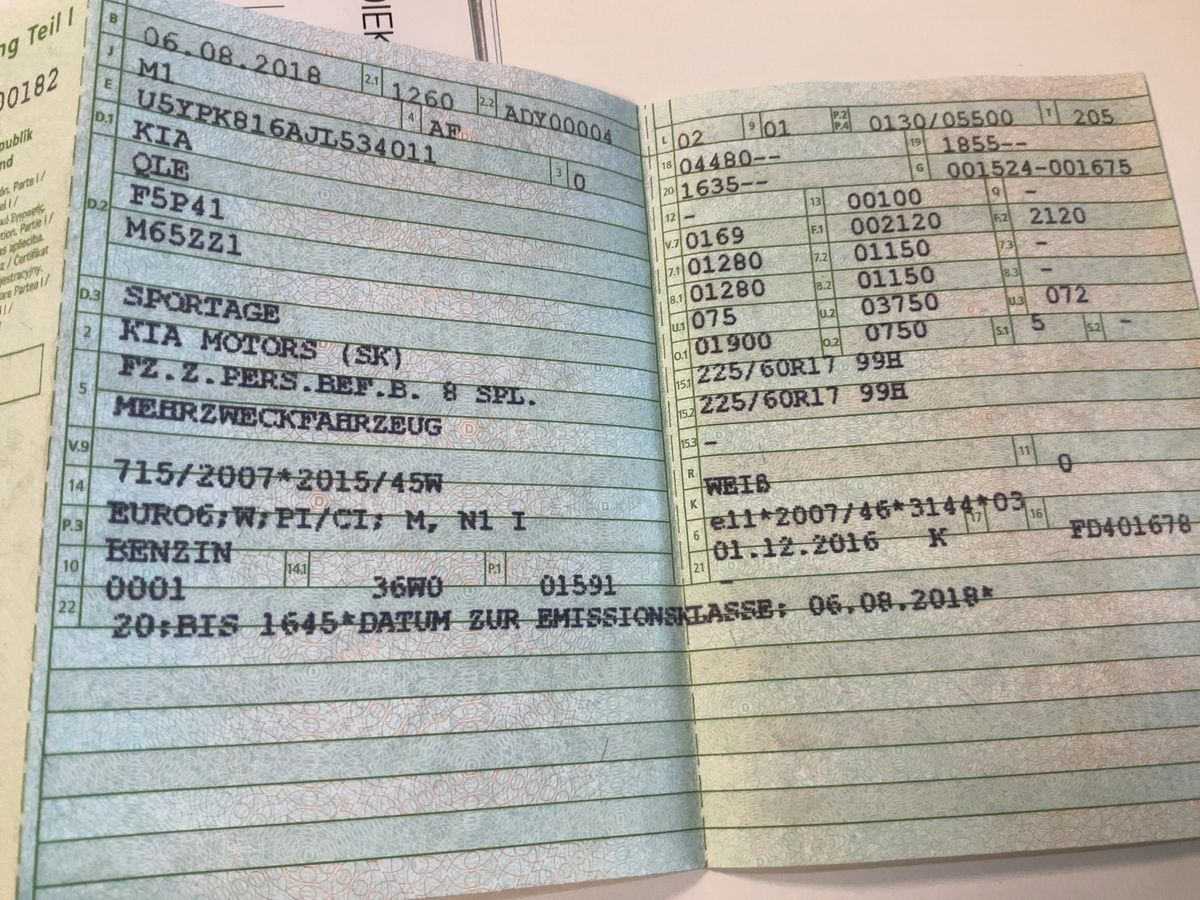 ng Teil I
00182
publik
nd
DIEK
B 06.08.2018 2.1 1260 2.2 ADY00004
J M1 4 AF
E U5YPK816AJL534011 3 0
D.1 KIA
QLE
D.2 F5P41
M65ZZ1
D.3 SPORTAGE
2 KIA MOTORS (SK)
5 FZ.Z.PERS.BEF.B. 8 SPL.
MEHRZWECKFAHRZEUG
V.9 715/2007*2015/45W
14 EURO6;W;PI/CI; M, N1 I
P.3 BENZIN
10 0001 14.1 36W0 P.1 01591
22 20:BIS 1645*DATUM ZUR EMISSIONSKLASSE: 06.08.2018*
L 02 9 01 P.2 P.4 0130/05500 T 205
18 04480-- 19 1855--
20 1635-- G 001524-001675
12 - 13 00100 Q -
V.7 0169 F.1 002120 F.2 2120
7.1 01280 7.2 01150 7.3 -
8.1 01280 8.2 01150 8.3 -
U.1 075 U.2 03750 U.3 072
O.1 01900 O.2 0750 S.1 5 S.2 -
15.1 225/60R17 99H
15.2 225/60R17 99H
15.3 -
R WEIß 11 0
K e11*2007/46*3144*03
6 01.12.2016 17 K 16 FD401678
21 -